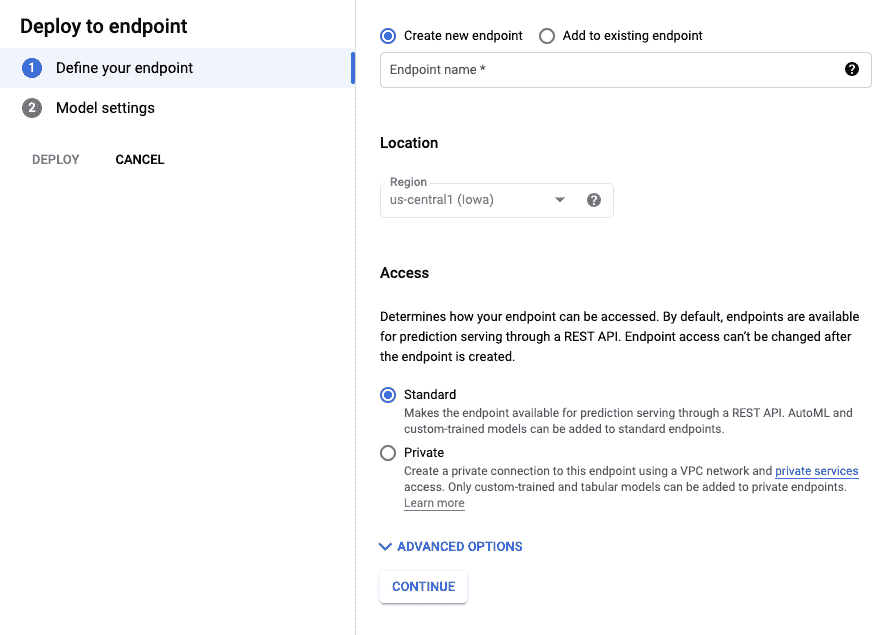 Deploy to endpoint
1 Define your endpoint
2 Model settings
DEPLOY CANCEL
Create new endpoint Add to existing endpoint
Endpoint name * ?
Location
Region
us-central1 (Iowa) ?
Access
Determines how your endpoint can be accessed. By default, endpoints are available
for prediction serving through a REST API. Endpoint access can't be changed after
the endpoint is created.
Standard
Makes the endpoint available for prediction serving through a REST API. AutoML and
custom-trained models can be added to standard endpoints.
Private
Create a private connection to this endpoint using a VPC network and private services
access. Only custom-trained and tabular models can be added to private endpoints.
Learn more
ADVANCED OPTIONS
CONTINUE